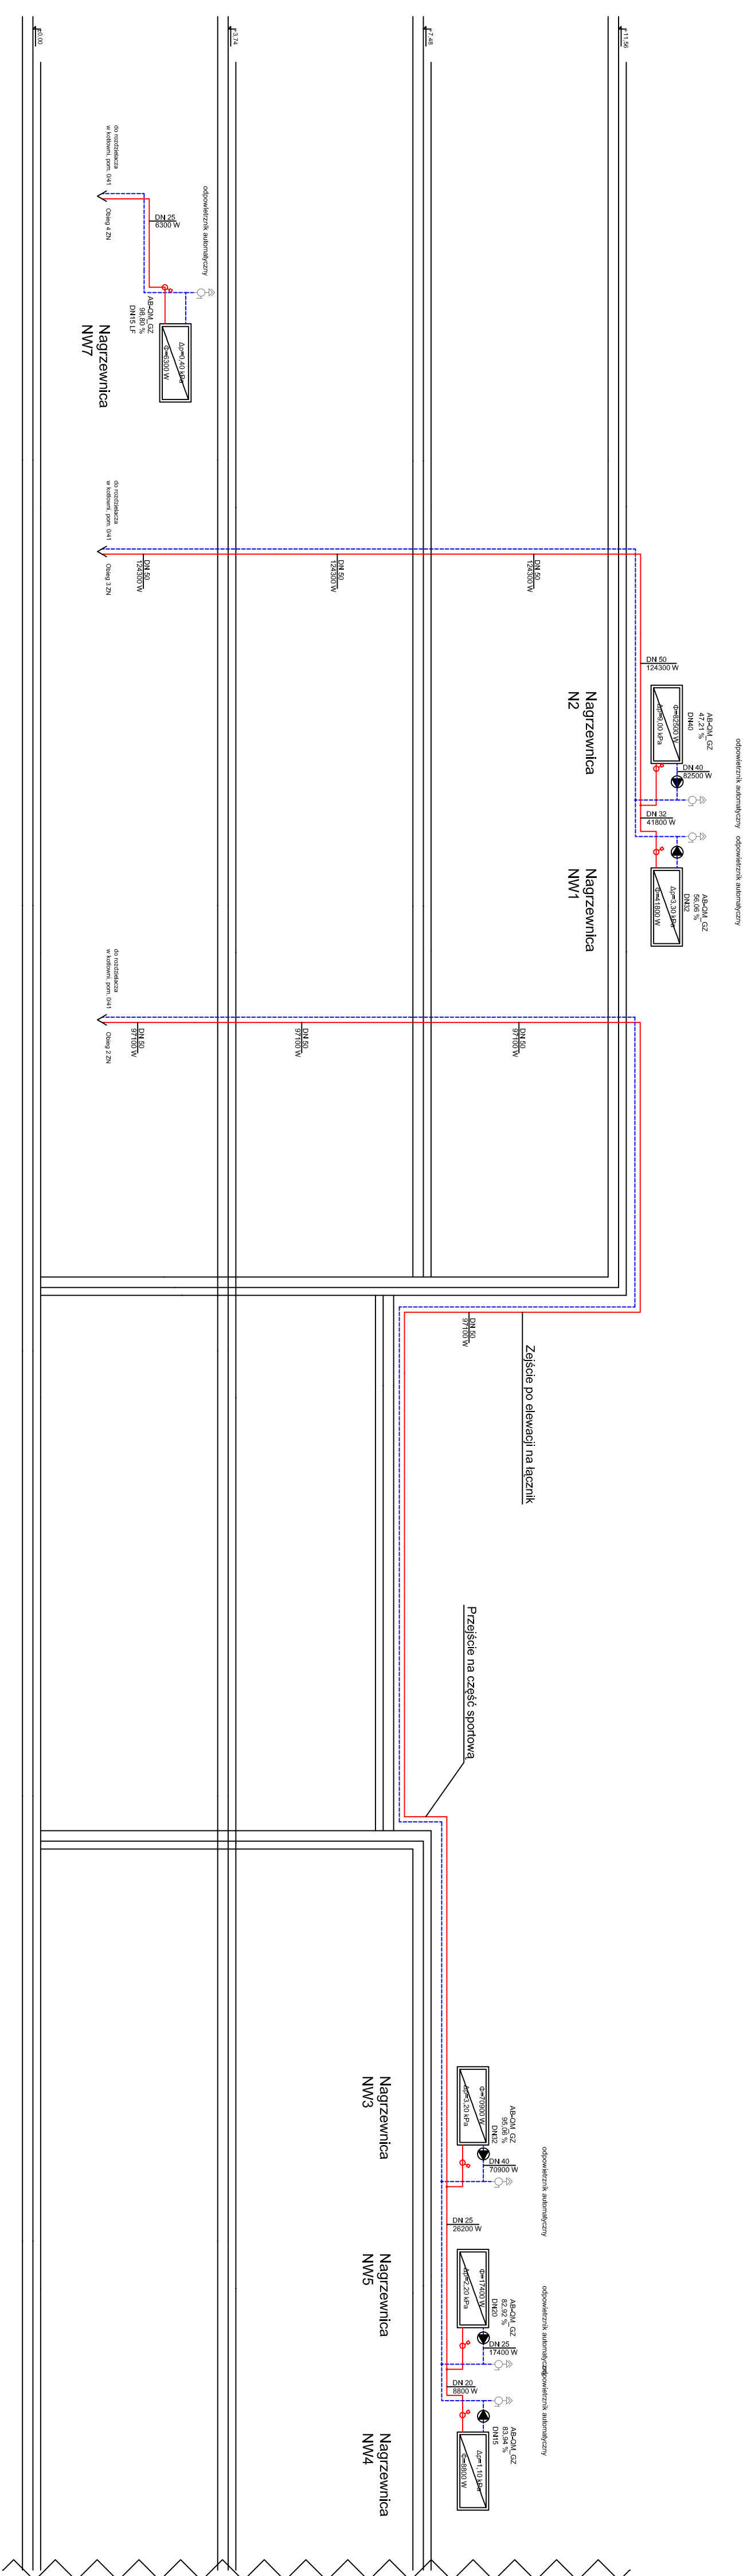 ±0.00
+3.74
+7.48
+11.56
do rozdzielacza
w kotłowni, pom. 0/41
Obieg 4 ZN
DN 25
6300 W
odpowietrznik automatyczny
AB-QM_GZ
98,80 %
DN15 LF
Δp=0,40 kPa
Φ=6300 W
Nagrzewnica
NW7
do rozdzielacza
w kotłowni, pom. 0/41
Obieg 3 ZN
DN 50
124300 W
DN 50
124300 W
DN 50
124300 W
DN 50
124300 W
Nagrzewnica
N2
Φ=82500 W
Δp=9,00 kPa
AB-QM_GZ
47,21 %
DN40
DN 40
82500 W
odpowietrznik automatyczny
DN 32
41800 W
odpowietrznik automatyczny
Nagrzewnica
NW1
Δp=3,30 kPa
Φ=41800 W
AB-QM_GZ
56,06 %
DN32
do rozdzielacza
w kotłowni, pom. 0/41
Obieg 2 ZN
DN 50
97100 W
DN 50
97100 W
DN 50
97100 W
DN 50
97100 W
Zejście po elewacji na łącznik
Przejście na część sportową
Nagrzewnica
NW3
Φ=70900 W
Δp=3,20 kPa
AB-QM_GZ
95,06 %
DN32
DN 40
70900 W
odpowietrznik automatyczny
DN 25
26200 W
Nagrzewnica
NW5
Φ=17400 W
Δp=2,20 kPa
AB-QM_GZ
82,92 %
DN20
DN 25
17400 W
odpowietrznik automatyczny
DN 20
8800 W
odpowietrznik automatyczny
Nagrzewnica
NW4
AB-QM_GZ
83,94 %
DN15
Δp=1,10 kPa
Φ=8800 W